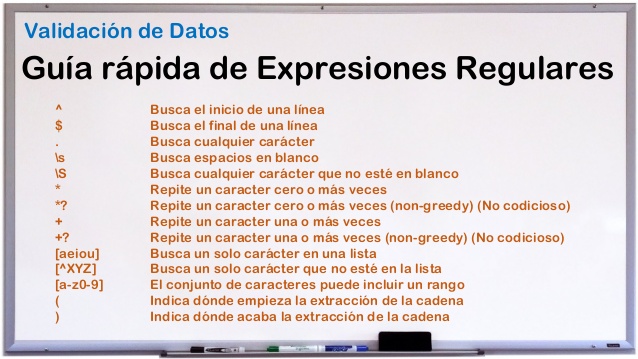 Validación de Datos
Guía rápida de Expresiones Regulares
^ Busca el inicio de una línea
$ Busca el final de una línea
. Busca cualquier carácter
\s Busca espacios en blanco
\S Busca cualquier carácter que no esté en blanco
* Repite un caracter cero o más veces
*? Repite un caracter cero o más veces (non-greedy) (No codicioso)
+ Repite un caracter una o más veces
+? Repite un caracter una o más veces (non-greedy) (No codicioso)
[aeiou] Busca un solo carácter en una lista
[^XYZ] Busca un solo carácter que no esté en la lista
[a-z0-9] El conjunto de caracteres puede incluir un rango
( Indica dónde empieza la extracción de la cadena
) Indica dónde acaba la extracción de la cadena